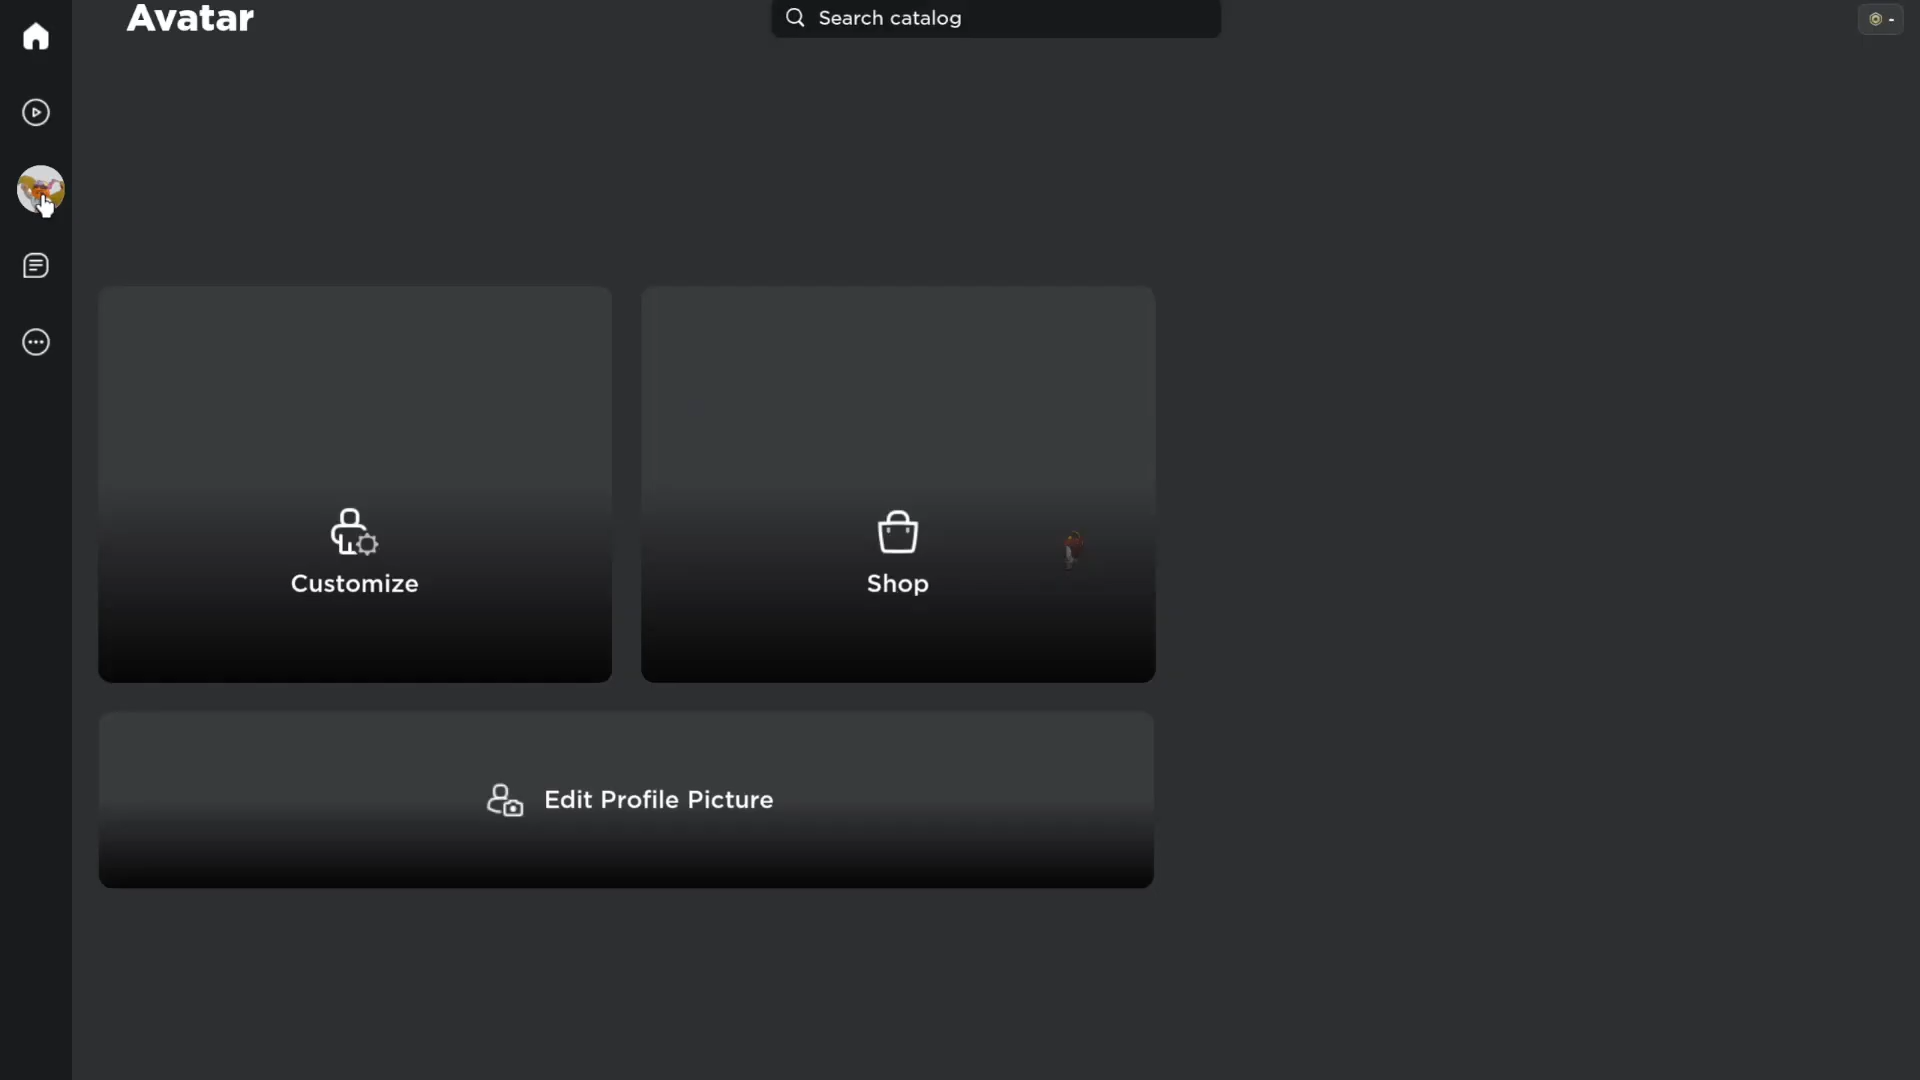 Avatar
Search catalog
Customize
Shop
Edit Profile Picture